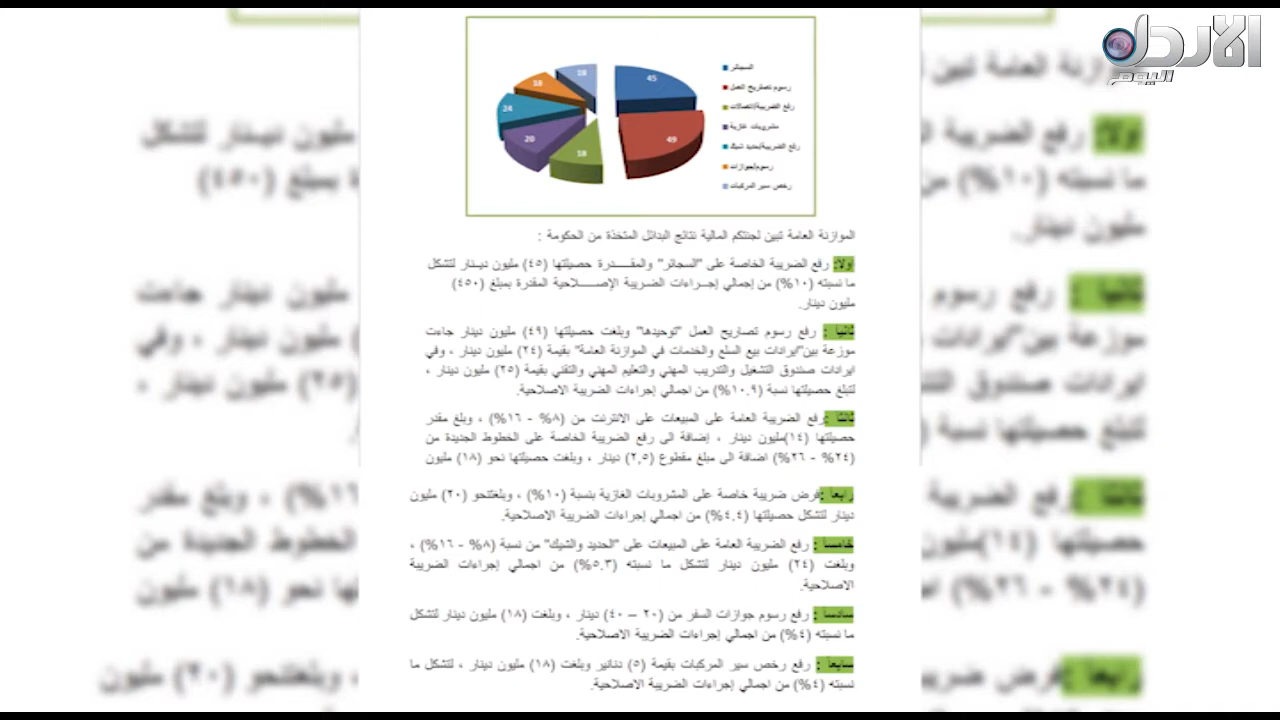 الاردن
اليوم
45
49
18
20
24
16
18
السجائر
رسوم تصاريح العمل
رفع الضريبة/اتصالات
مشروبات غازية
رفع الضريبة/حديد شيك
رسوم/جوازات
رخص سير المركبات
الموازنة العامة تبين لجنتكم المالية نتائج البدائل المتخذة من الحكومة :
اولا: رفع الضريبة الخاصة على "السجائر" والمقدرة حصيلتها (٤٥) مليون دينار لتشكل
ما نسبته (١٠%) من إجمالي إجراءات الضريبة الإصلاحية المقدرة بمبلغ (٤٥٠)
مليون دينار.
ثانيا : رفع رسوم تصاريح العمل "توحيدها" وبلغت حصيلتها (٤٩) مليون دينار جاءت
موزعة بين"ايرادات بيع السلع والخدمات في الموازنة العامة" بقيمة (٢٤) مليون دينار ، وفي
ايرادات صندوق التشغيل والتدريب المهني والتعليم المهني والتقني بقيمة (٢٥) مليون دينار ،
لتبلغ حصيلتها نسبة (١٠.٩%) من اجمالي إجراءات الضريبة الاصلاحية.
ثالثا :رفع الضريبة العامة على المبيعات على الانترنت من (٨% - ١٦%) ، وبلغ مقدر
حصيلتها (١٤)مليون دينار ، إضافة الى رفع الضريبة الخاصة على الخطوط الجديدة من
(٢٤% - ٢٦%) اضافة الى مبلغ مقطوع (٢,٥) دينار ، وبلغت حصيلتها نحو (١٨) مليون
رابعا :فرض ضريبة خاصة على المشروبات الغازية بنسبة (١٠%) ، وبلغتنحو (٢٠) مليون
دينار لتشكل حصيلتها (٤.٤%) من اجمالي إجراءات الضريبة الاصلاحية.
خامسا : رفع الضريبة العامة على المبيعات على "الحديد والشيك" من نسبة (٨% - ١٦%) ،
وبلغت (٢٤) مليون دينار لتشكل ما نسبته (٥.٣%) من اجمالي إجراءات الضريبة
الاصلاحية.
سادسا : رفع رسوم جوازات السفر من (٢٠ – ٤٠) دينار ، وبلغت (١٨) مليون دينار لتشكل
ما نسبته (٤%) من اجمالي إجراءات الضريبة الاصلاحية.
سابعا : رفع رخص سير المركبات بقيمة (٥) دنانير وبلغت (١٨) مليون دينار ، لتشكل ما
نسبته (٤%) من اجمالي إجراءات الضريبة الاصلاحية.